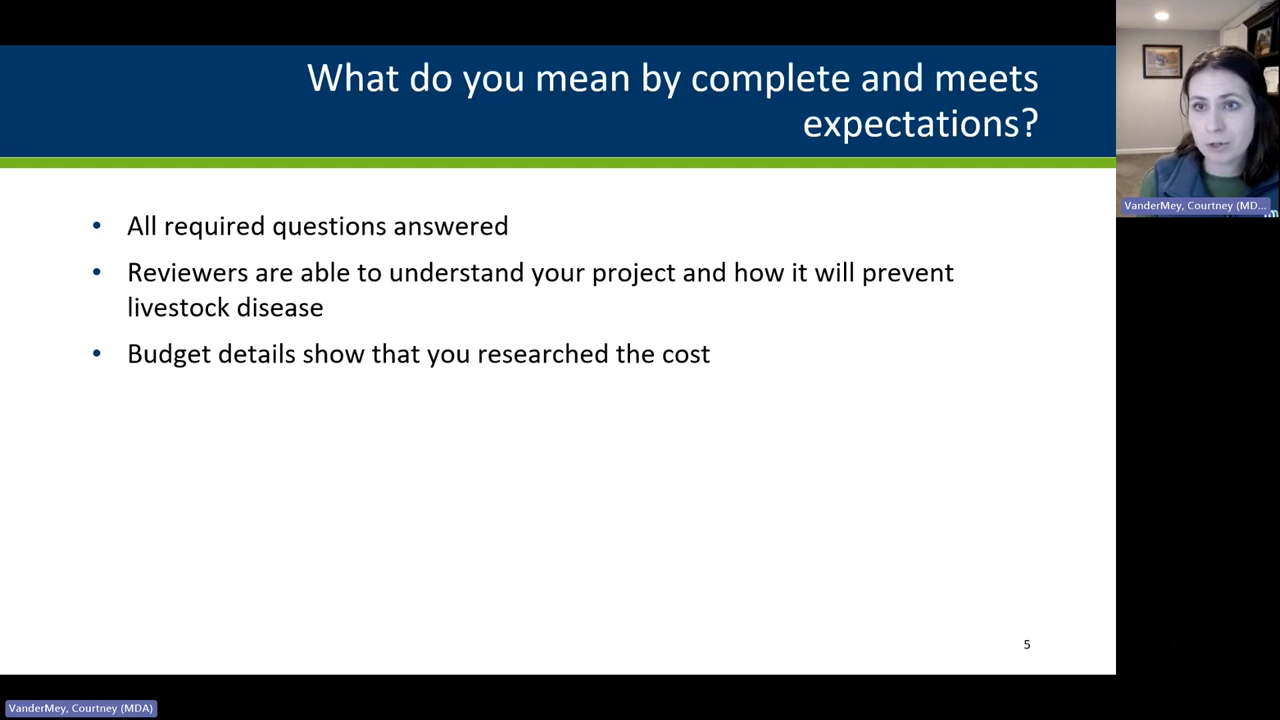 What do you mean by complete and meets
expectations?
• All required questions answered
• Reviewers are able to understand your project and how it will prevent
livestock disease
• Budget details show that you researched the cost
5
VanderMey, Courtney (MD...
VanderMey, Courtney (MDA)